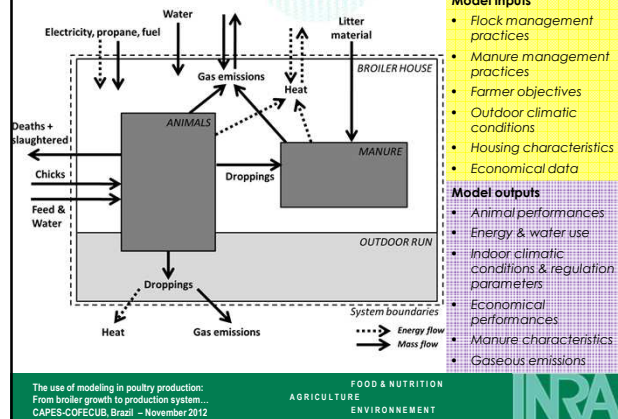 Water
Electricity, propane, fuel
Litter
material
Gas emissions
Heat
BROILER HOUSE
ANIMALS
MANURE
Deaths +
slaughtered
Chicks
Feed &
Water
Droppings
OUTDOOR RUN
Droppings
Heat
Gas emissions
System boundaries
Energy flow
Mass flow
Model inputs
• Flock management
practices
• Manure management
practices
• Farmer objectives
• Outdoor climatic
conditions
• Housing characteristics
• Economical data
Model outputs
• Animal performances
• Energy & water use
• Indoor climatic
conditions & regulation
parameters
• Economical
performances
• Manure characteristics
• Gaseous emissions
The use of modeling in poultry production:
From broiler growth to production system...
CAPES-COFECUB, Brazil – November 2012
FOOD & NUTRITION
AGRICULTURE
ENVIRONNEMENT
INRA